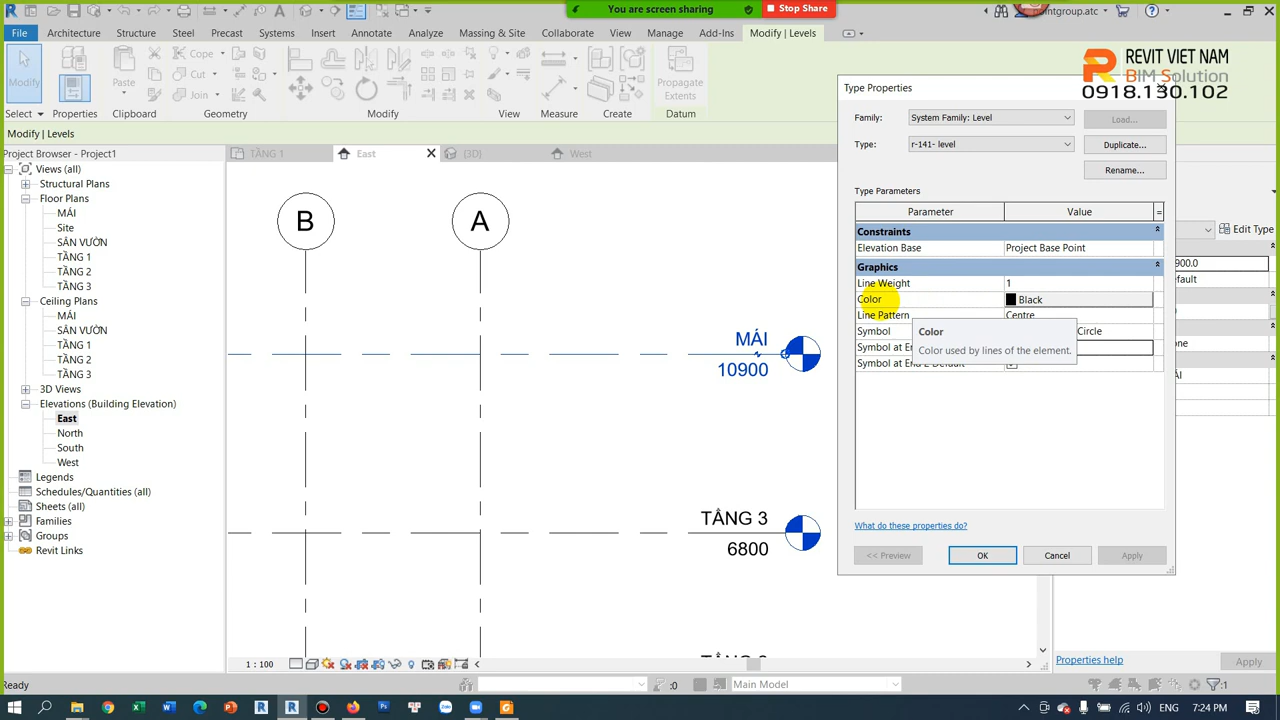 You are screen sharing
Stop Share
File
Architecture
Structure
Steel
Precast
Systems
Insert
Annotate
Analyze
Massing & Site
Collaborate
View
Manage
Add-Ins
Modify | Levels
REVIT VIET NAM
BIM Solution
0918.130.102
Modify
Paste
Cope
Cut
Join
Propagate
Extents
Select
Properties
Clipboard
Geometry
Modify
View
Measure
Create
Datum
Modify | Levels
Project Browser - Project1
Views (all)
Structural Plans
Floor Plans
MÁI
Site
SÂN VƯỜN
TẦNG 1
TẦNG 2
TẦNG 3
Ceiling Plans
MÁI
SÂN VƯỜN
TẦNG 1
TẦNG 2
TẦNG 3
3D Views
Elevations (Building Elevation)
East
North
South
West
Legends
Schedules/Quantities (all)
Sheets (all)
Families
Groups
Revit Links
TẦNG 1
East
(3D)
West
B
A
MÁI
10900
TẦNG 3
6800
1 : 100
Type Properties
Family:
System Family: Level
Load...
Type:
r-141- level
Duplicate...
Rename...
Type Parameters
Parameter
Value
=
Constraints
Elevation Base
Project Base Point
Graphics
Line Weight
1
Color
Black
Line Pattern
Centre
Symbol
Circle
Symbol at E
Color
Color used by lines of the element.
What do these properties do?
<< Preview
OK
Cancel
Apply
Edit Type
900.0
Properties help
Apply
Ready
:0
Main Model
:1
ENG
7:24 PM